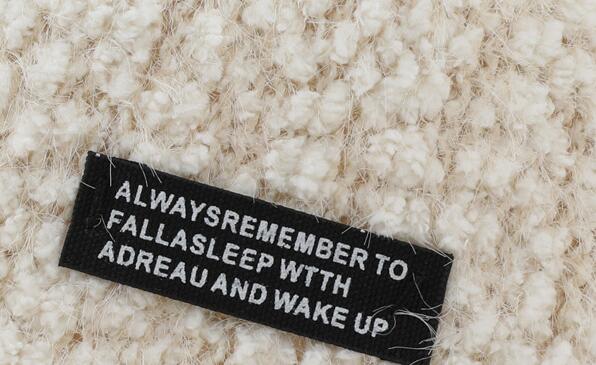 ALWAYSREMEMBER TO
FALLASLEEP WTTH
ADREAU AND WAKE UP